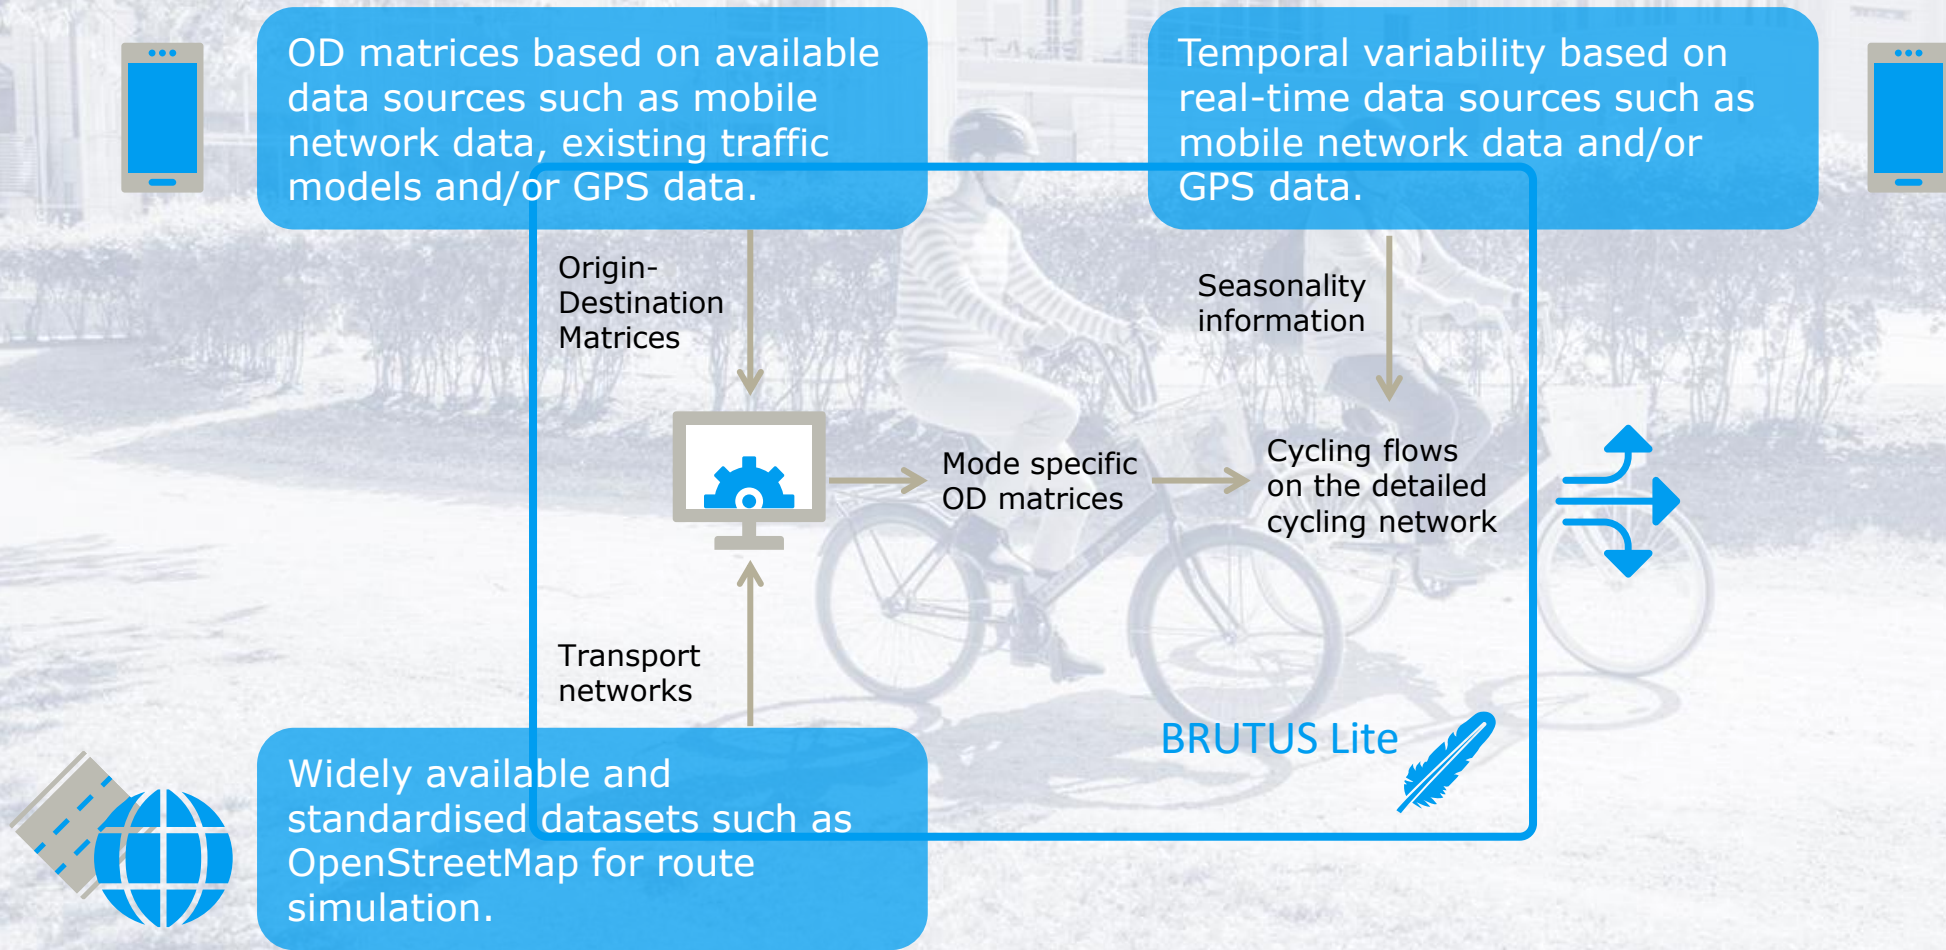 OD matrices based on available
data sources such as mobile
network data, existing traffic
models and/or GPS data.
Temporal variability based on
real-time data sources such as
mobile network data and/or
GPS data.
Origin-
Destination
Matrices
Seasonality
information
Mode specific
OD matrices
Cycling flows
on the detailed
cycling network
Transport
networks
BRUTUS Lite
Widely available and
standardised datasets such as
OpenStreetMap for route
simulation.